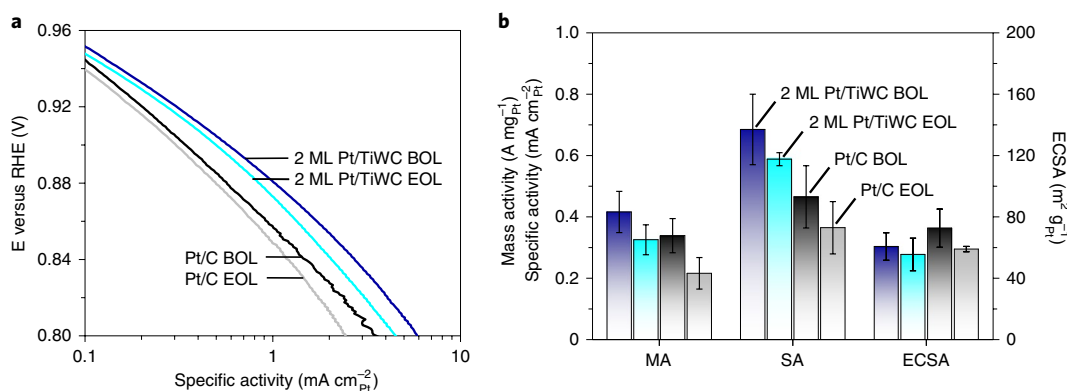 a
0.96
0.92
0.88
0.84
0.80
E versus RHE (V)
2 ML Pt/TiWC BOL
2 ML Pt/TiWC EOL
Pt/C BOL
Pt/C EOL
0.1 1 10
Specific activity (mA cm⁻²Pt)
b
1.0
0.8
0.6
0.4
0.2
0
Mass activity (A mg⁻¹Pt)
Specific activity (mA cm⁻²Pt)
2 ML Pt/TiWC BOL
2 ML Pt/TiWC EOL
Pt/C BOL
Pt/C EOL
MA SA ECSA
200
160
120
80
40
0
ECSA (m² g⁻¹Pt)